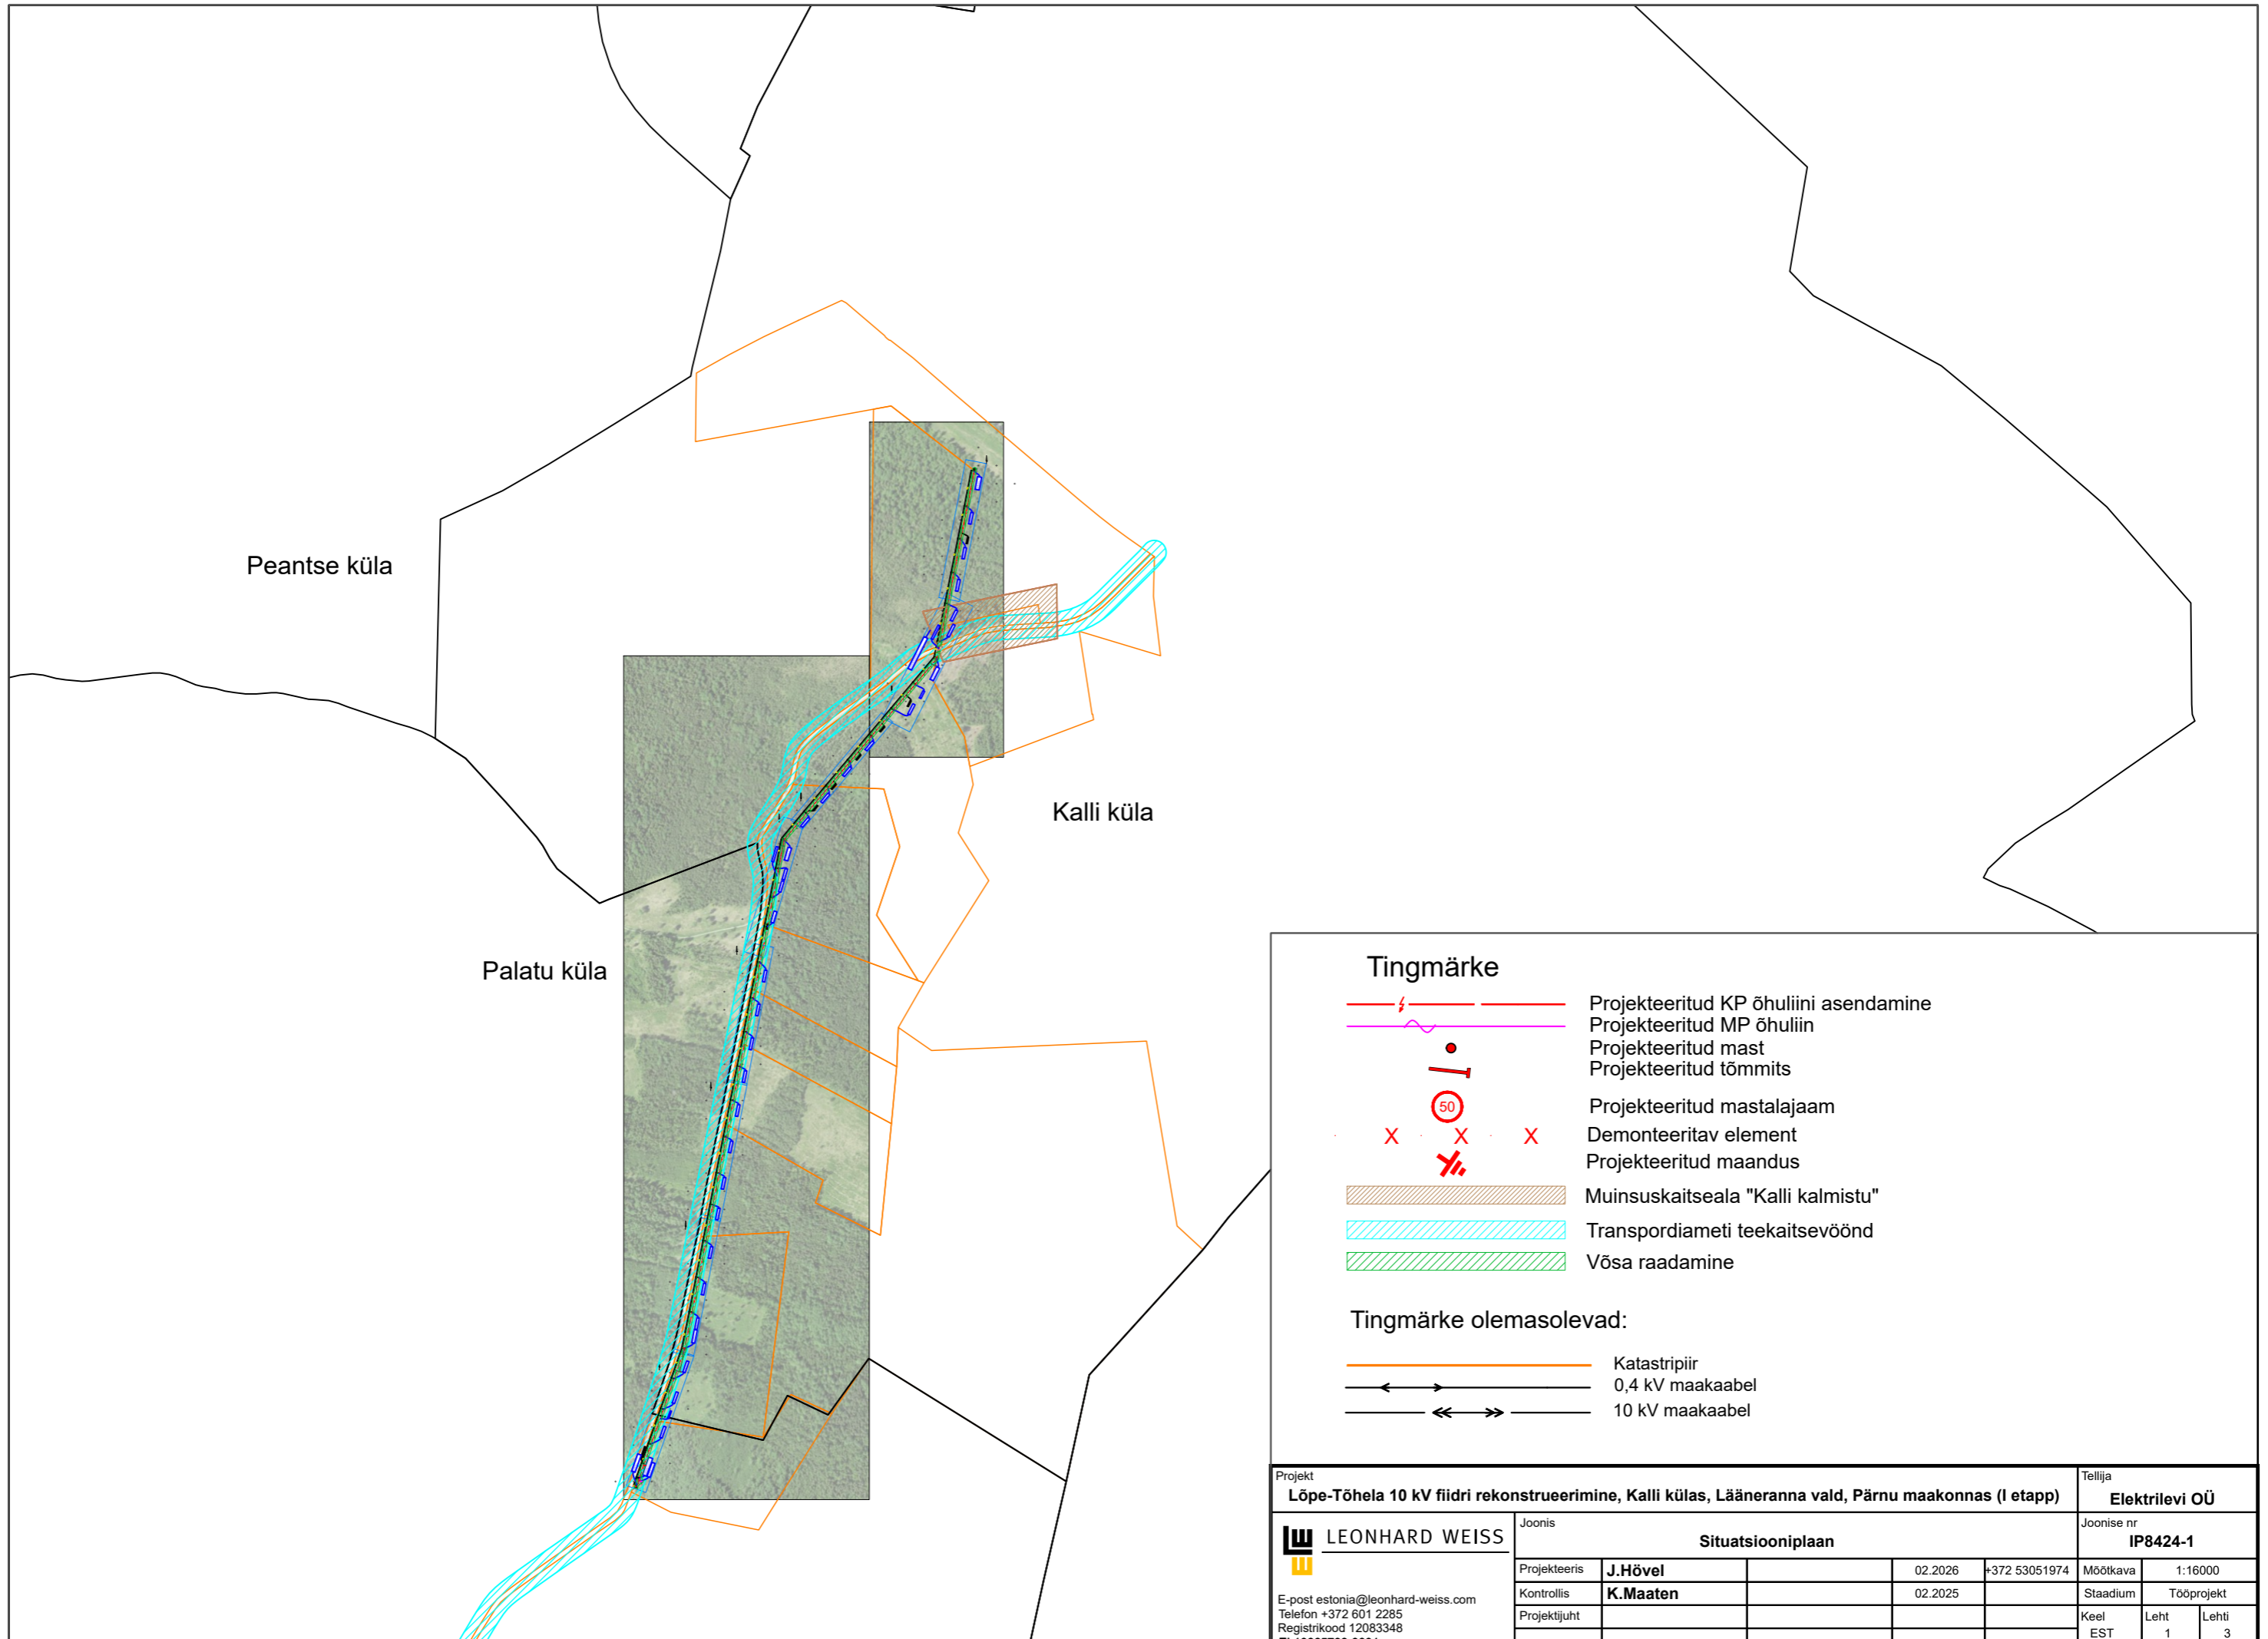 Peantse küla
Kalli küla
Palatu küla
Tingmärke
Projekteeritud KP õhuliini asendamine
Projekteeritud MP õhuliin
Projekteeritud mast
Projekteeritud tõmmits
50
Projekteeritud mastalajaam
X X X
Demonteeritav element
Projekteeritud maandus
Muinsuskaitseala "Kalli kalmistu"
Transpordiameti teekaitsevöönd
Võsa raadamine
Tingmärke olemasolevad:
Katastripiir
0,4 kV maakaabel
10 kV maakaabel
Projekt
Lõpe-Tõhela 10 kV fiidri rekonstrueerimine, Kalli külas, Lääneranna vald, Pärnu maakonnas (I etapp)
Tellija
Elektrilevi OÜ
LEONHARD WEISS
Joonis
Situatsiooniplaan
Joonise nr
IP8424-1
Projekteeris J.Hövel 02.2026 +372 53051974 Mõõtkava 1:16000
Kontrollis K.Maaten 02.2025 Staadium Tööprojekt
Projektijuht
Keel Leht Lehti
EST 1 3
E-post estonia@leonhard-weiss.com
Telefon +372 601 2285
Registrikood 12083348